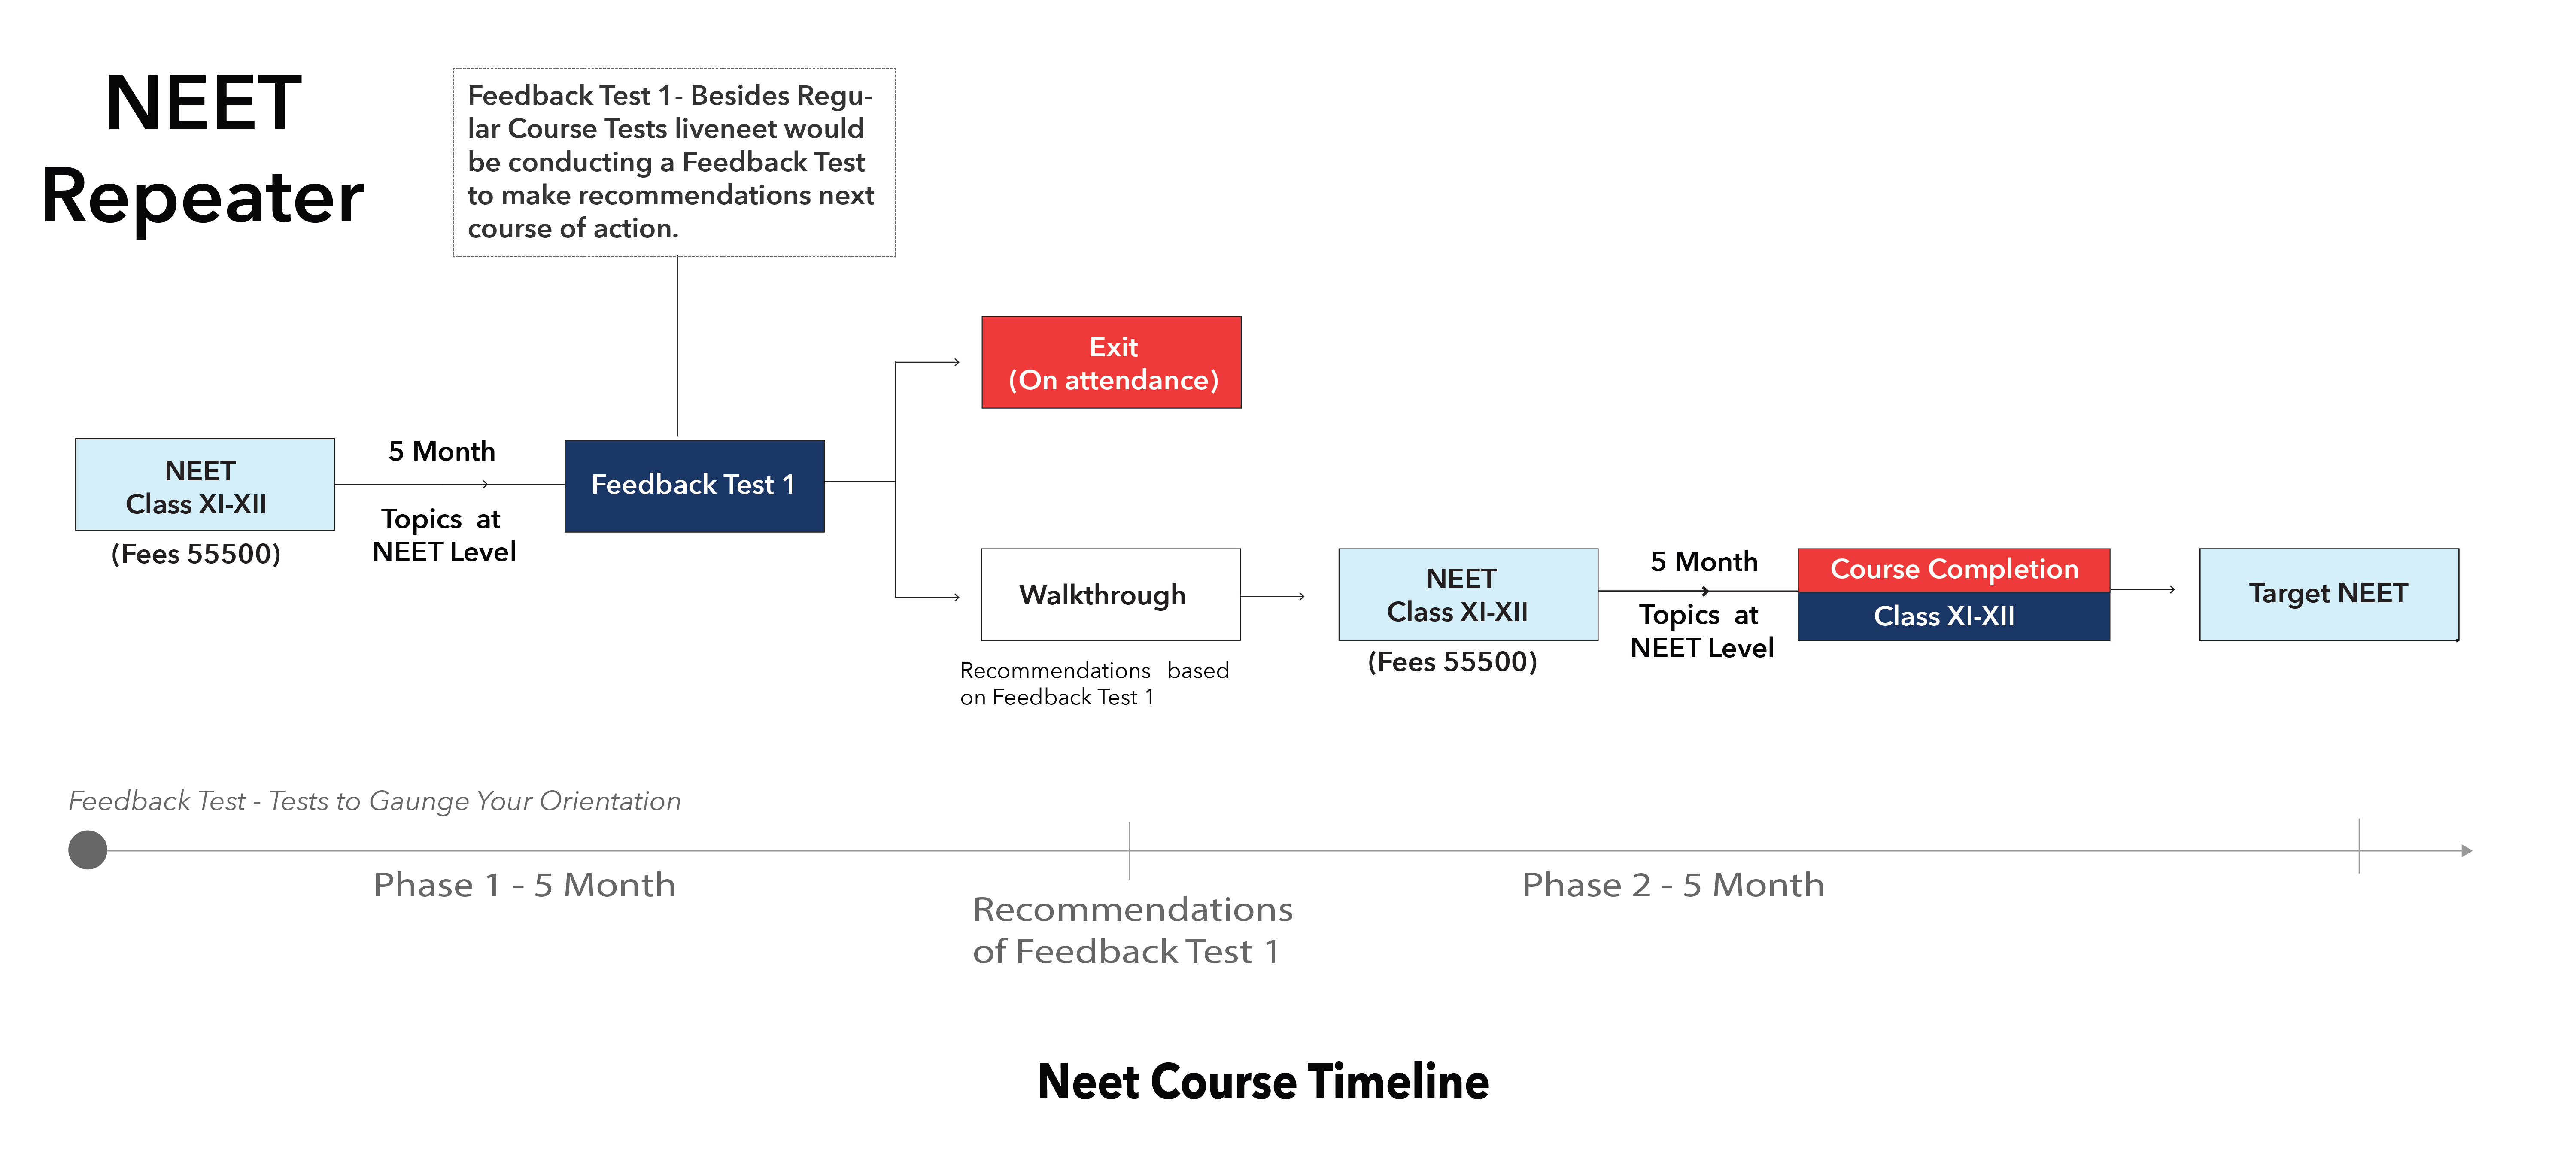 NEET
Repeater
Feedback Test 1- Besides Regu-
lar Course Tests liveneet would
be conducting a Feedback Test
to make recommendations next
course of action.
Exit
(On attendance)
NEET
Class XI-XII
(Fees 55500)
5 Month
Topics at
NEET Level
Feedback Test 1
Walkthrough
Recommendations based
on Feedback Test 1
NEET
Class XI-XII
(Fees 55500)
5 Month
Topics at
NEET Level
Course Completion
Class XI-XII
Target NEET
Feedback Test - Tests to Gaunge Your Orientation
Phase 1 - 5 Month
Recommendations
of Feedback Test 1
Phase 2 - 5 Month
Neet Course Timeline